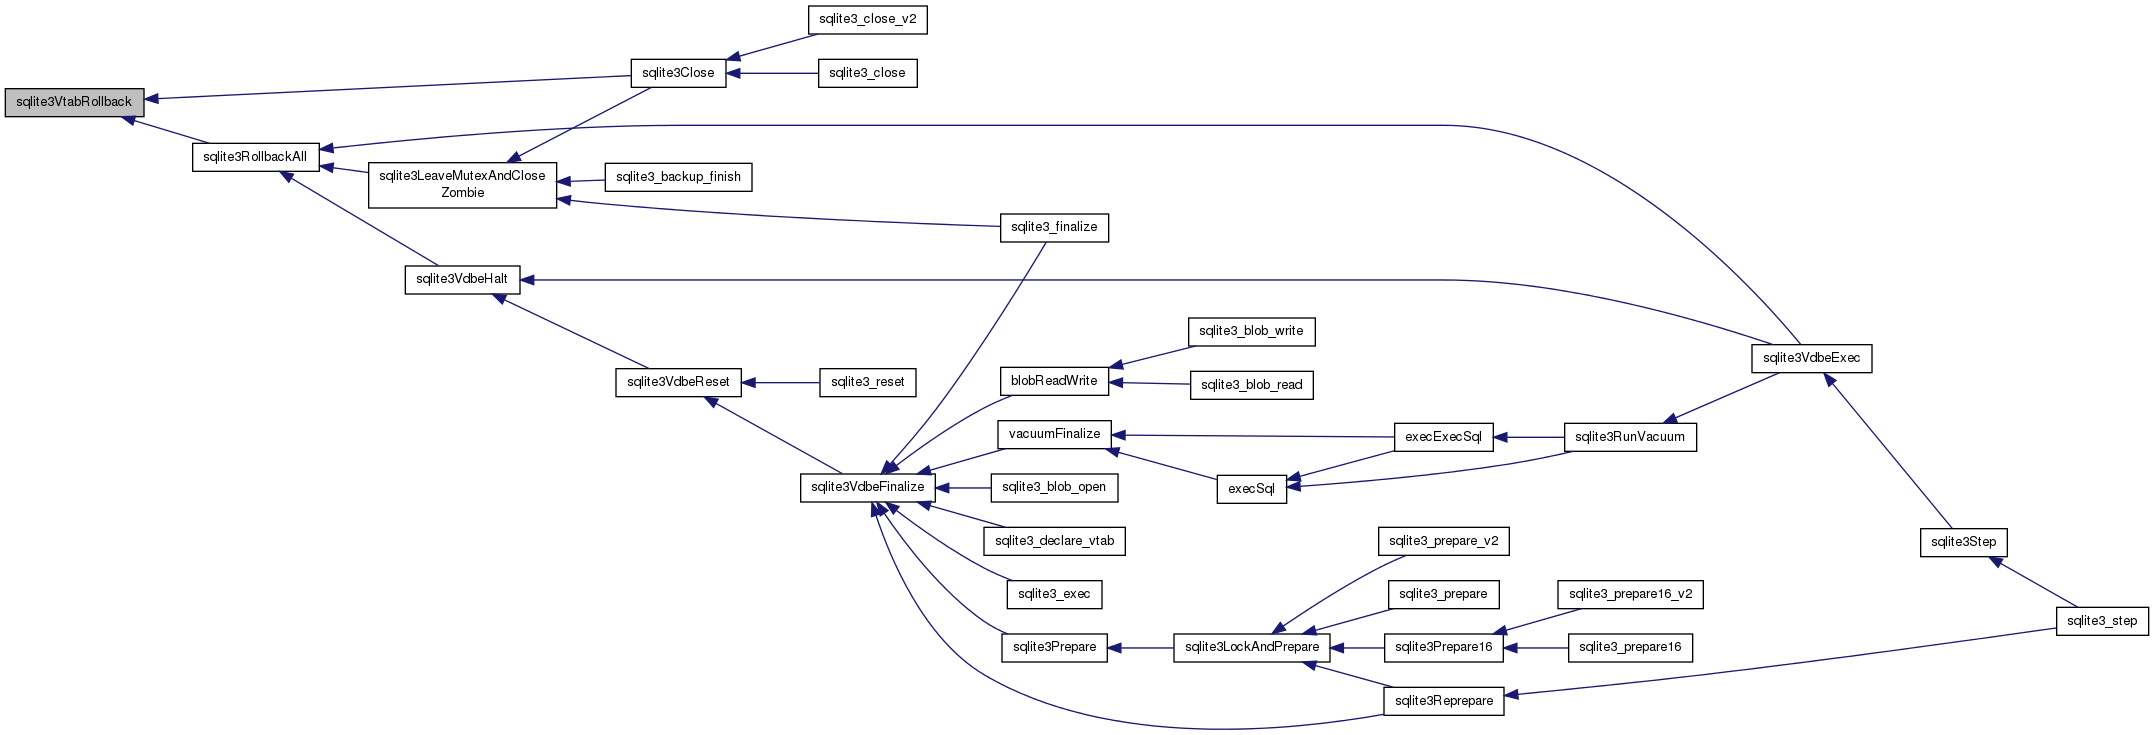 sqlite3_close_v2
sqlite3Close
sqlite3_close
sqlite3VtabRollback
sqlite3RollbackAll
sqlite3LeaveMutexAndClose
Zombie
sqlite3_backup_finish
sqlite3_finalize
sqlite3VdbeHalt
sqlite3_blob_write
sqlite3VdbeExec
sqlite3VdbeReset
sqlite3_reset
blobReadWrite
sqlite3_blob_read
vacuumFinalize
execExecSql
sqlite3RunVacuum
sqlite3VdbeFinalize
sqlite3_blob_open
execSql
sqlite3_declare_vtab
sqlite3_prepare_v2
sqlite3Step
sqlite3_exec
sqlite3_prepare
sqlite3_prepare16_v2
sqlite3_step
sqlite3Prepare
sqlite3LockAndPrepare
sqlite3Prepare16
sqlite3_prepare16
sqlite3Reprepare